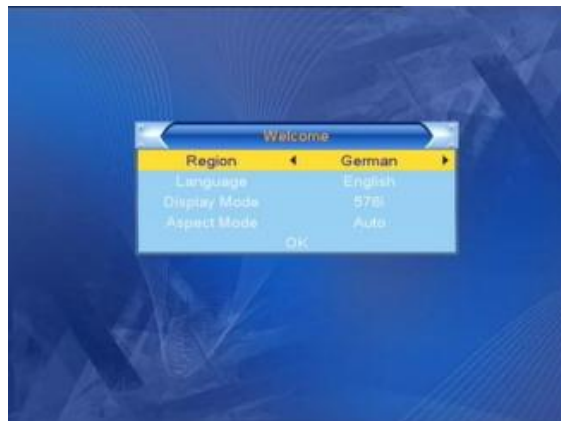 Welcome
Region German
Language English
Display Mode 576i
Aspect Mode Auto
OK